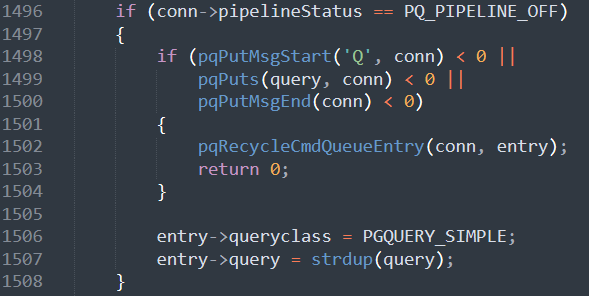 1496 if (conn->pipelineStatus == PQ_PIPELINE_OFF)
1497 {
1498 if (pqPutMsgStart('Q', conn) < 0 ||
1499 pqPuts(query, conn) < 0 ||
1500 pqPutMsgEnd(conn) < 0)
1501 {
1502 pqRecycleCmdQueueEntry(conn, entry);
1503 return 0;
1504 }
1505
1506 entry->queryclass = PGQUERY_SIMPLE;
1507 entry->query = strdup(query);
1508 }